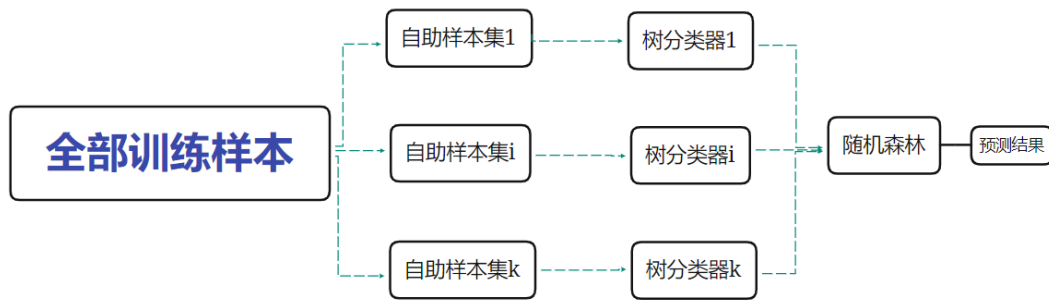 全部训练样本
自助样本集1
树分类器1
自助样本集i
树分类器i
自助样本集k
树分类器k
随机森林
预测结果